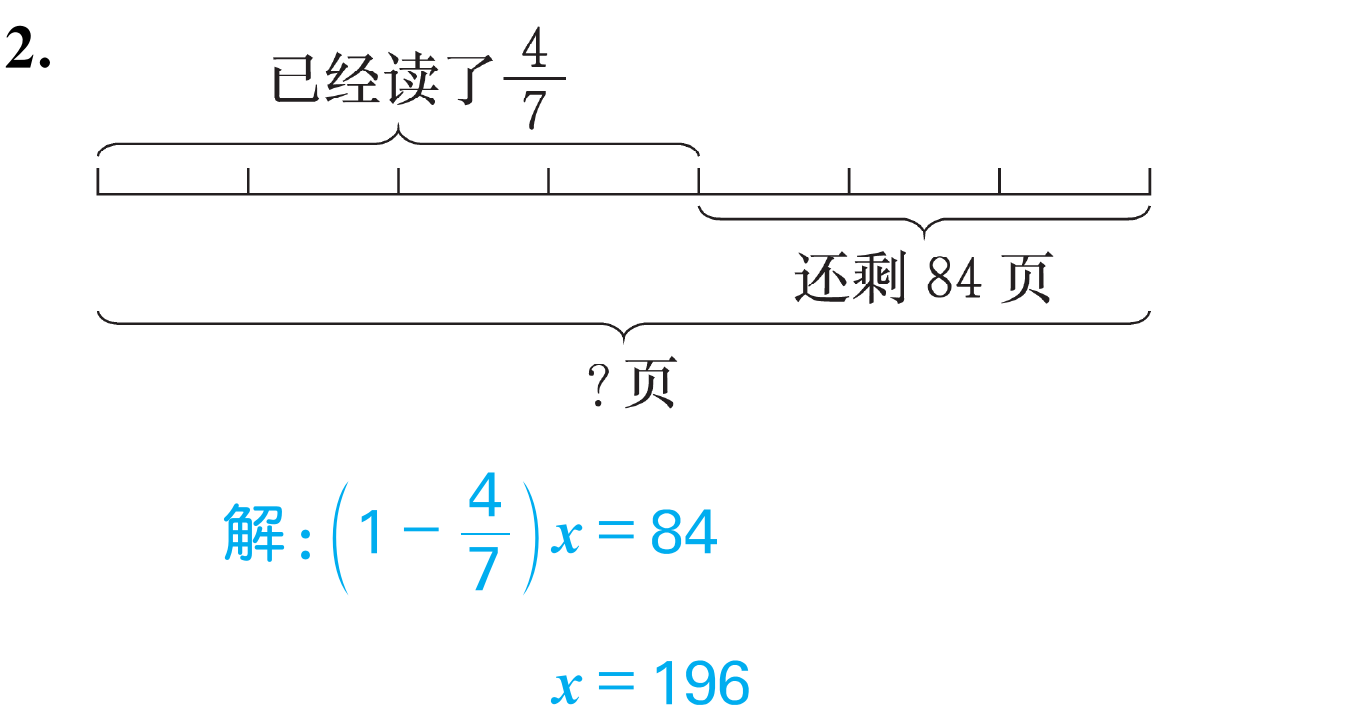 2.
已经读了4/7
还剩 84 页
? 页
解:(1 − 4/7)x = 84
x = 196